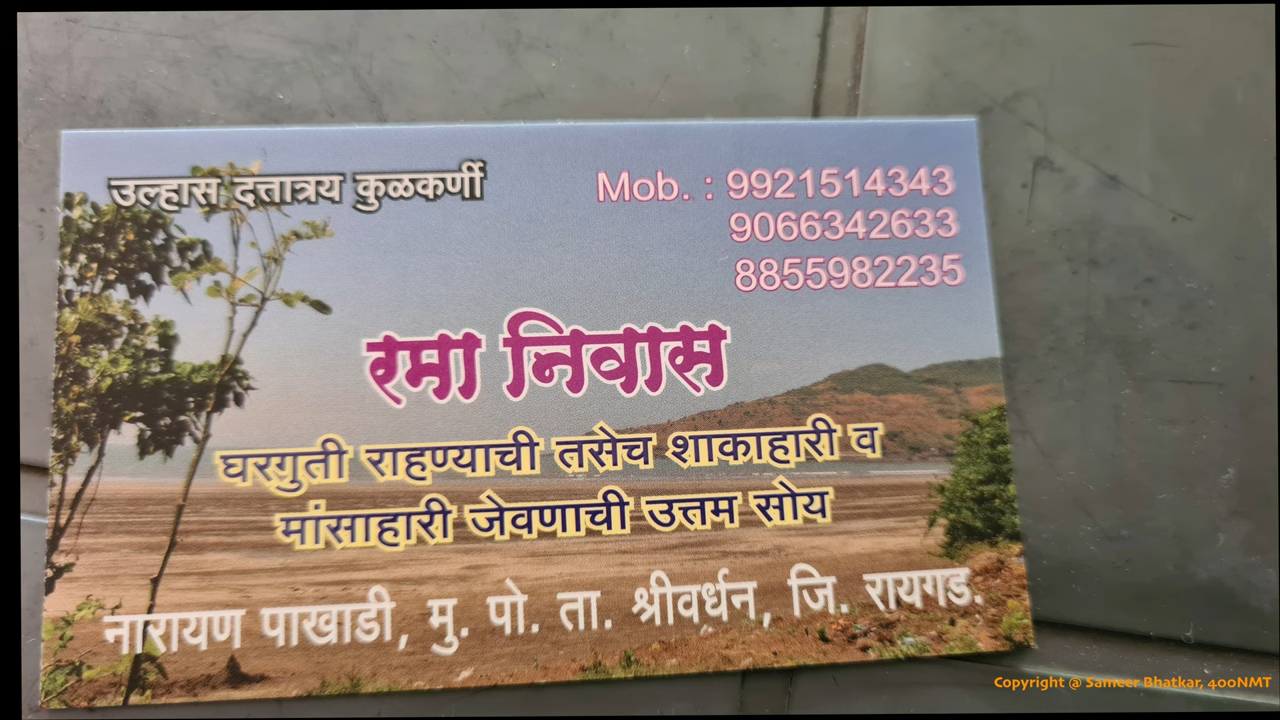 उल्हास दत्तात्रय कुळकर्णी
Mob. : 9921514343
9066342633
8855982235
रमा निवास
घरगुती राहण्याची तसेच शाकाहारी व
मांसाहारी जेवणाची उत्तम सोय
नारायण पाखाडी, मु. पो. ता. श्रीवर्धन, जि. रायगड.
Copyright @ Sameer Bhatkar, 400NMT